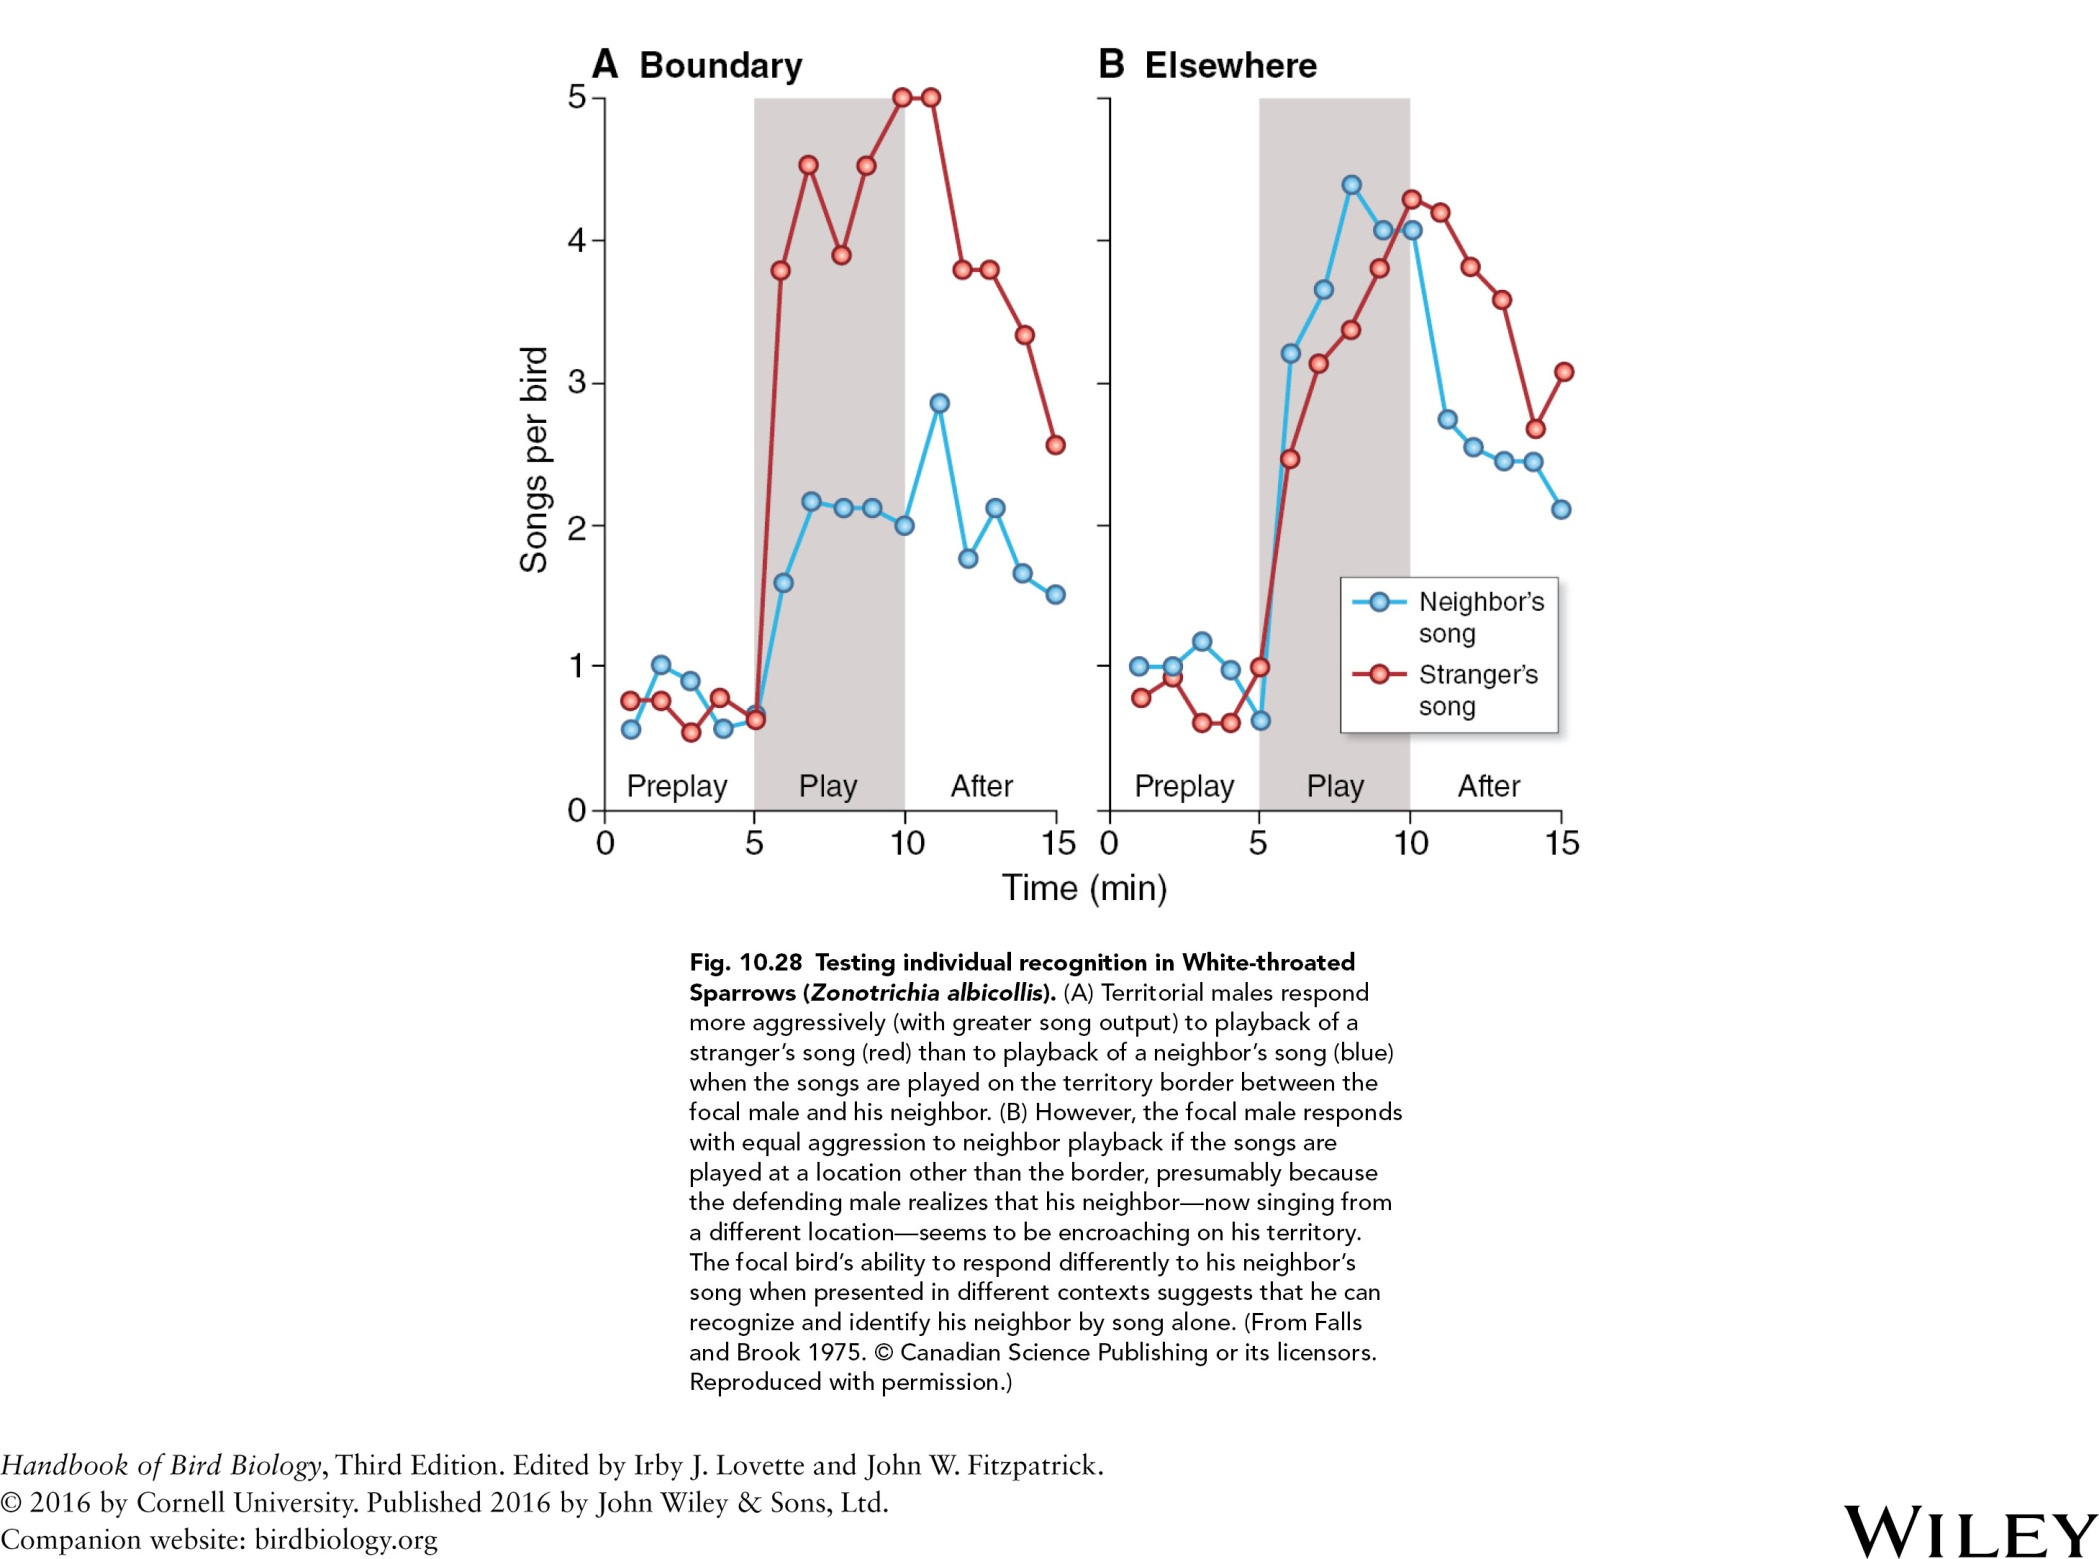 A Boundary
B Elsewhere
Songs per bird
5
4
3
2
1
0
Preplay
Play
After
Preplay
Play
After
Neighbor's
song
Stranger's
song
0
5
10
15
0
5
10
15
Time (min)
Fig. 10.28 Testing individual recognition in White-throated
Sparrows (Zonotrichia albicollis). (A) Territorial males respond
more aggressively (with greater song output) to playback of a
stranger's song (red) than to playback of a neighbor's song (blue)
when the songs are played on the territory border between the
focal male and his neighbor. (B) However, the focal male responds
with equal aggression to neighbor playback if the songs are
played at a location other than the border, presumably because
the defending male realizes that his neighbor—now singing from
a different location—seems to be encroaching on his territory.
The focal bird's ability to respond differently to his neighbor's
song when presented in different contexts suggests that he can
recognize and identify his neighbor by song alone. (From Falls
and Brook 1975. © Canadian Science Publishing or its licensors.
Reproduced with permission.)
Handbook of Bird Biology, Third Edition. Edited by Irby J. Lovette and John W. Fitzpatrick.
© 2016 by Cornell University. Published 2016 by John Wiley & Sons, Ltd.
Companion website: birdbiology.org
WILEY